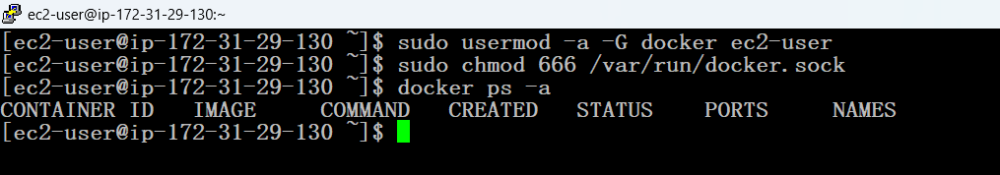 ec2-user@ip-172-31-29-130:~
[ec2-user@ip-172-31-29-130 ~]$ sudo usermod -a -G docker ec2-user
[ec2-user@ip-172-31-29-130 ~]$ sudo chmod 666 /var/run/docker.sock
[ec2-user@ip-172-31-29-130 ~]$ docker ps -a
CONTAINER ID   IMAGE     COMMAND   CREATED   STATUS    PORTS     NAMES
[ec2-user@ip-172-31-29-130 ~]$